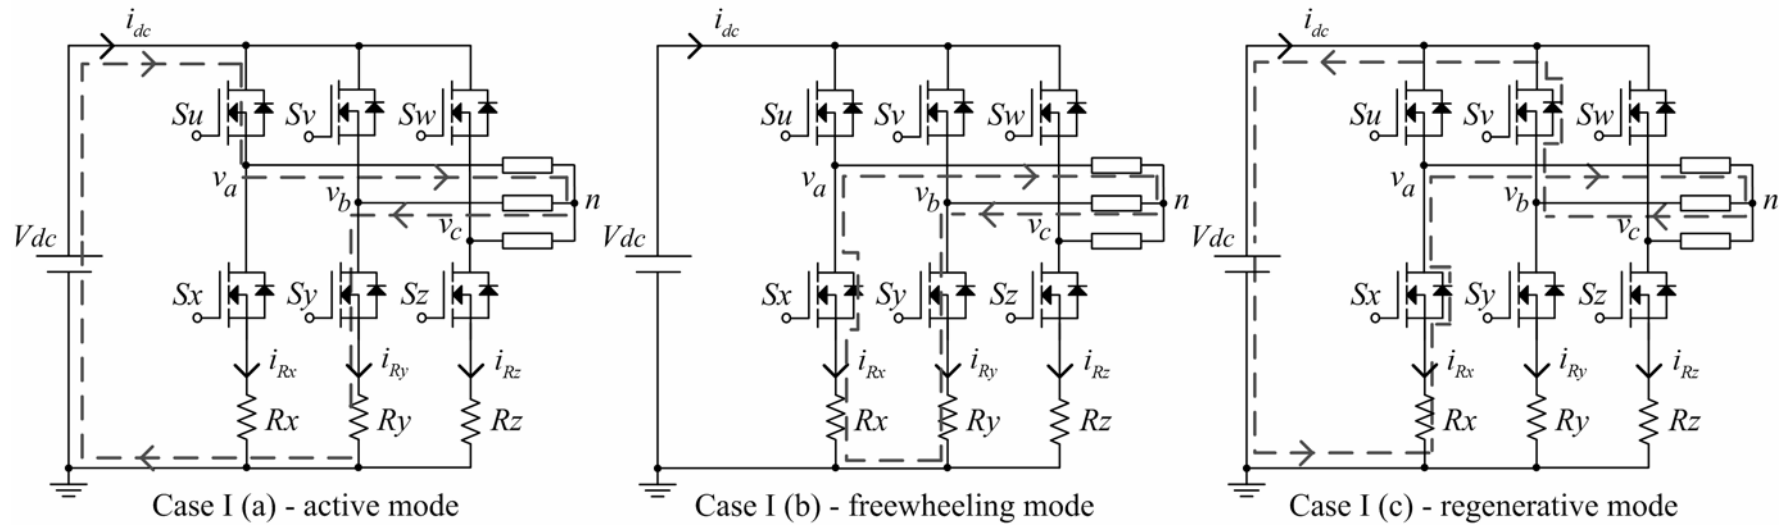 i_dc i_dc i_dc
Su Sv Sw Su Sv Sw Su Sv Sw
v_a v_a v_a
v_b n v_b n v_b n
v_c v_c v_c
Vdc Vdc Vdc
Sx Sy Sz Sx Sy Sz Sx Sy Sz
i_Rx i_Ry i_Rz i_Rx i_Ry i_Rz i_Rx i_Ry i_Rz
Rx Ry Rz Rx Ry Rz Rx Ry Rz
Case I (a) - active mode Case I (b) - freewheeling mode Case I (c) - regenerative mode